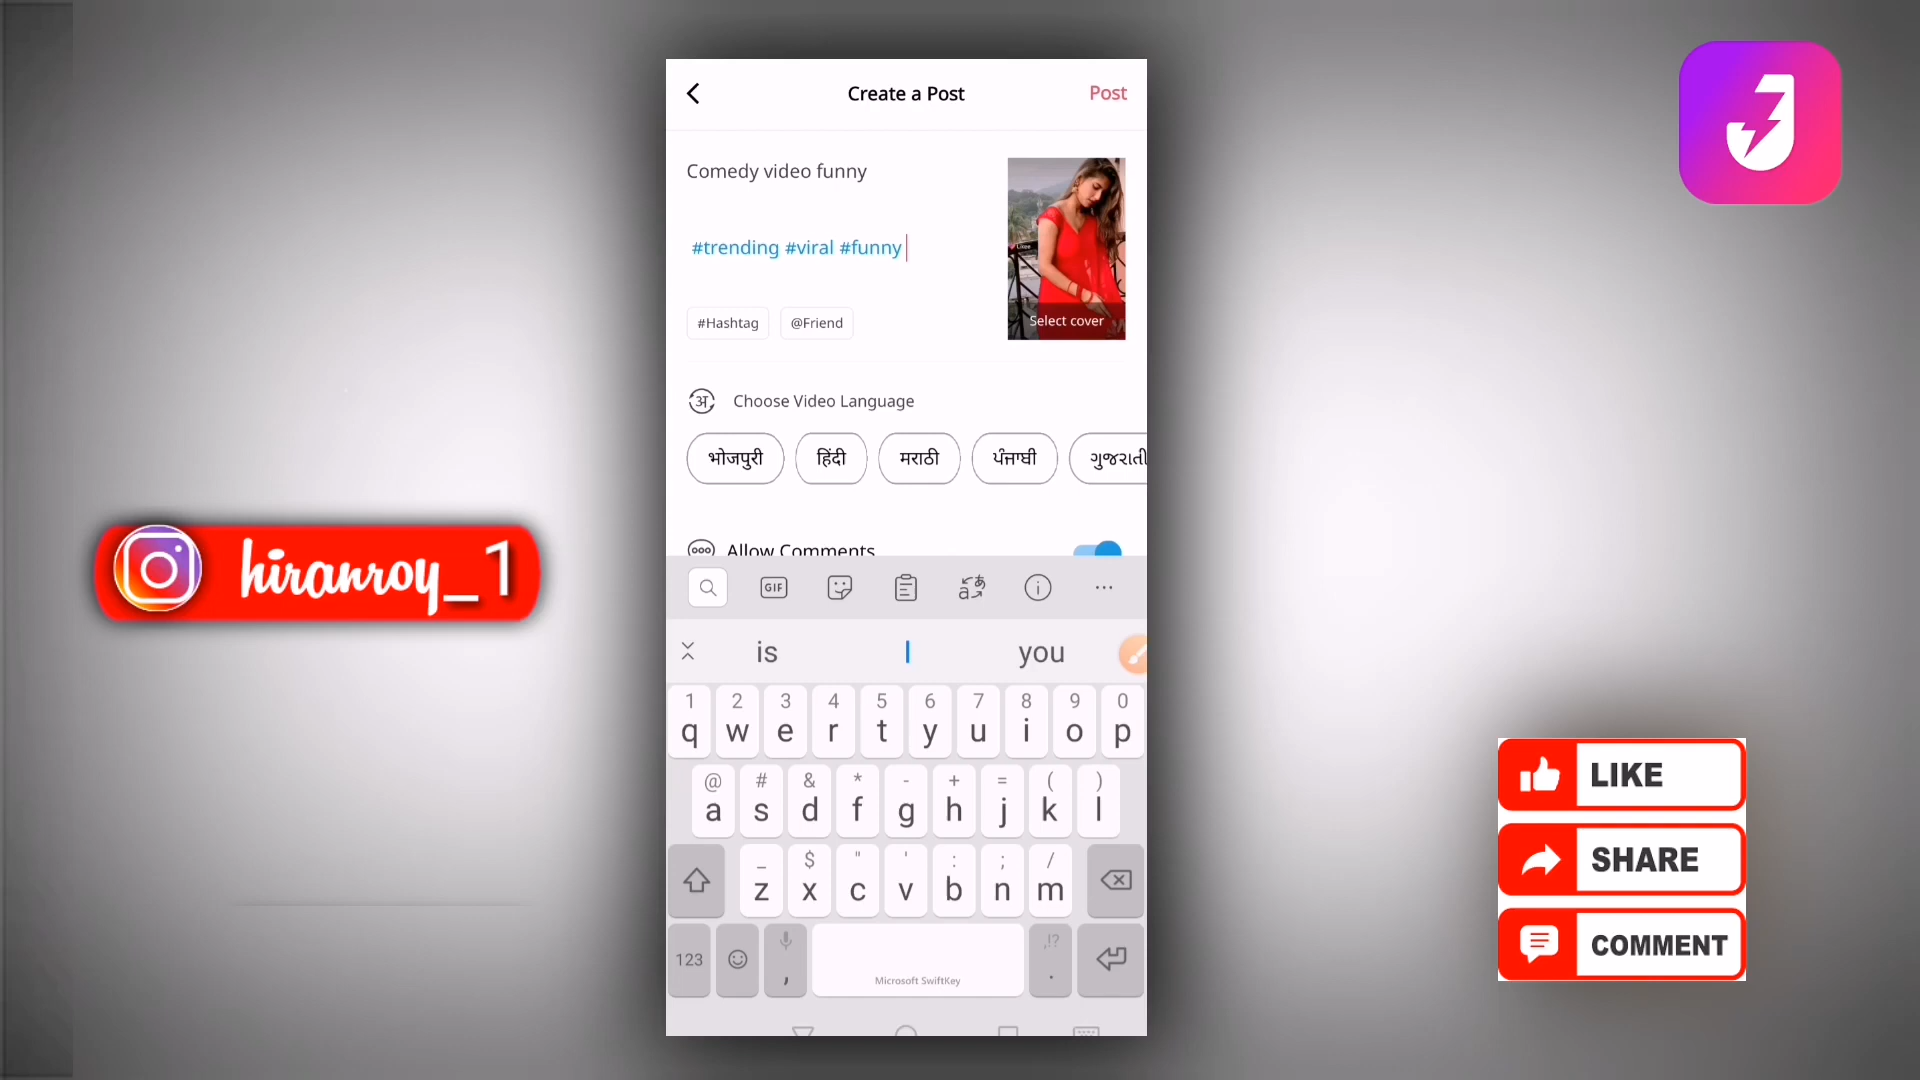 Create a Post
Post
Comedy video funny
#trending #viral #funny
#Hashtag
@Friend
Select cover
Choose Video Language
भोजपुरी
हिंदी
मराठी
ਪੰਜਾਬੀ
ગુજરાતી
Allow Comments
GIF
is
I
you
1 2 3 4 5 6 7 8 9 0
q w e r t y u i o p
@ # & * - + = ( )
a s d f g h j k l
_ $ " ' : ; /
z x c v b n m
123
,
,!?
.
Microsoft SwiftKey
hiranroy_1
LIKE
SHARE
COMMENT